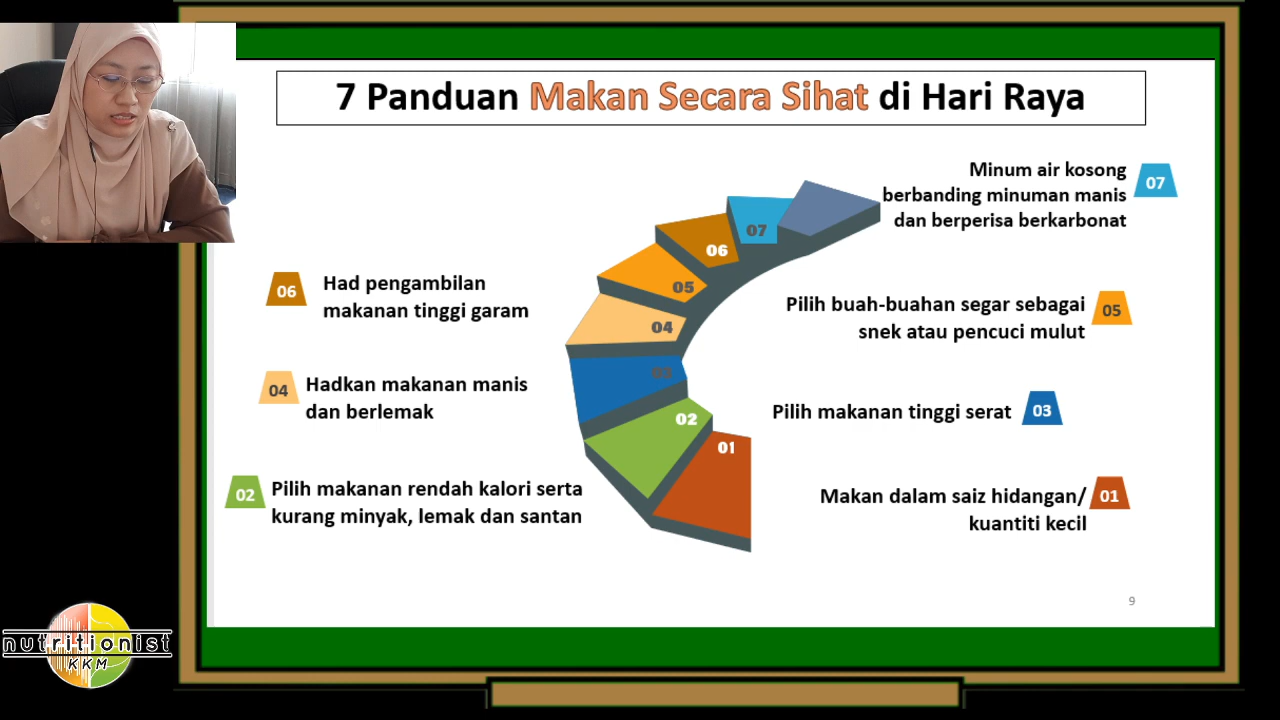 7 Panduan Makan Secara Sihat di Hari Raya
Minum air kosong
berbanding minuman manis
dan berperisa berkarbonat
07
07
06
05
04
03
02
01
06
Had pengambilan
makanan tinggi garam
Pilih buah-buahan segar sebagai
snek atau pencuci mulut
05
04
Hadkan makanan manis
dan berlemak
Pilih makanan tinggi serat
03
02
Pilih makanan rendah kalori serta
kurang minyak, lemak dan santan
Makan dalam saiz hidangan/
kuantiti kecil
01
9
nutritionist
KKM